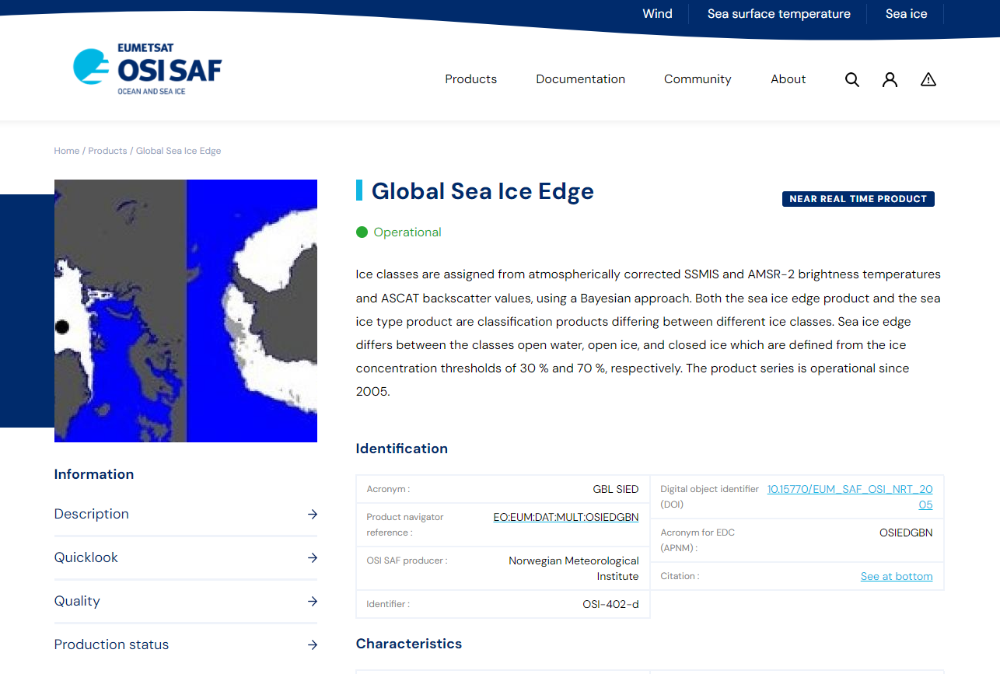 Wind
Sea surface temperature
Sea ice
EUMETSAT
OSI SAF
OCEAN AND SEA ICE
Products
Documentation
Community
About
Home / Products / Global Sea Ice Edge
Global Sea Ice Edge
NEAR REAL TIME PRODUCT
Operational
Ice classes are assigned from atmospherically corrected SSMIS and AMSR-2 brightness temperatures
and ASCAT backscatter values, using a Bayesian approach. Both the sea ice edge product and the sea
ice type product are classification products differing between different ice classes. Sea ice edge
differs between the classes open water, open ice, and closed ice which are defined from the ice
concentration thresholds of 30 % and 70 %, respectively. The product series is operational since
2005.
Information
Description
Quicklook
Quality
Production status
Identification
Acronym :
GBL SIED
Product navigator
reference :
EO:EUM:DAT:MULT:OSIEDGBN
OSI SAF producer :
Norwegian Meteorological
Institute
Identifier :
OSI-402-d
Digital object identifier
(DOI)
10.15770/EUM_SAF_OSI_NRT_20
05
Acronym for EDC
(APNM) :
OSIEDGBN
Citation :
See at bottom
Characteristics